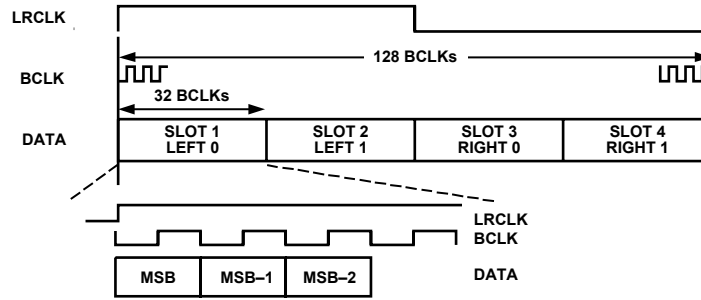 LRCLK
128 BCLKs
BCLK
32 BCLKs
DATA
SLOT 1
LEFT 0
SLOT 2
LEFT 1
SLOT 3
RIGHT 0
SLOT 4
RIGHT 1
LRCLK
BCLK
MSB
MSB–1
MSB–2
DATA